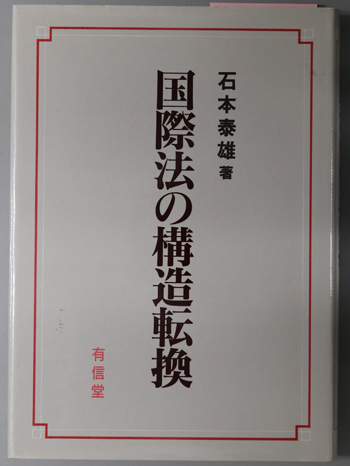 石本泰雄著
国際法の構造転換
有信堂